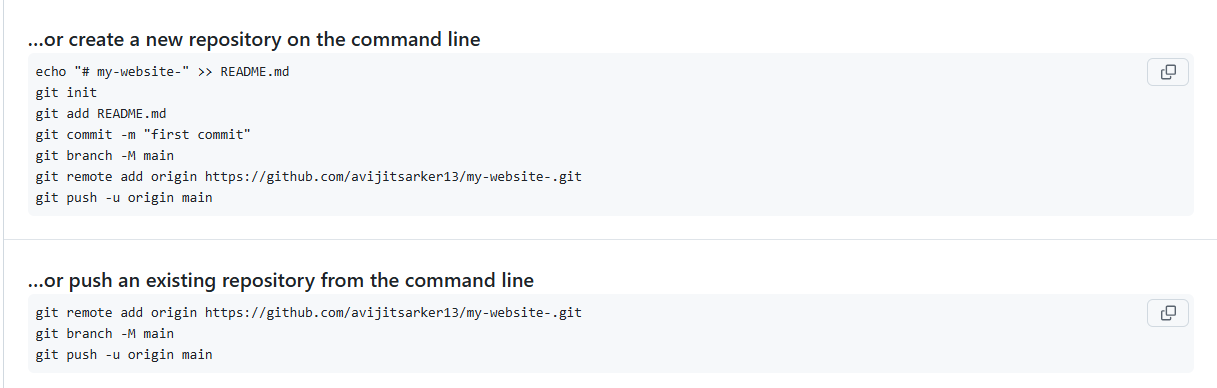 ...or create a new repository on the command line
echo "# my-website-" >> README.md
git init
git add README.md
git commit -m "first commit"
git branch -M main
git remote add origin https://github.com/avijitsarker13/my-website-.git
git push -u origin main
...or push an existing repository from the command line
git remote add origin https://github.com/avijitsarker13/my-website-.git
git branch -M main
git push -u origin main